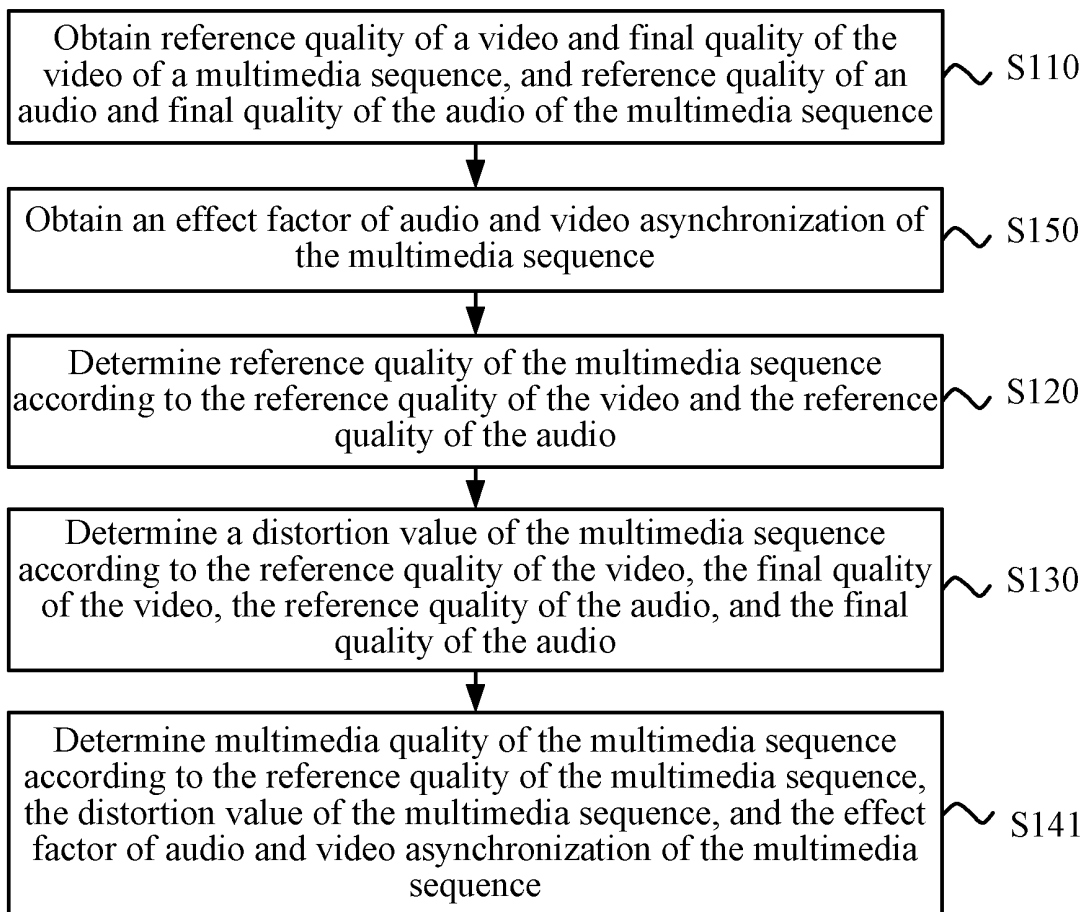 Obtain reference quality of a video and final quality of the
video of a multimedia sequence, and reference quality of an
audio and final quality of the audio of the multimedia sequence
S110
Obtain an effect factor of audio and video asynchronization of
the multimedia sequence
S150
Determine reference quality of the multimedia sequence
according to the reference quality of the video and the reference
quality of the audio
S120
Determine a distortion value of the multimedia sequence
according to the reference quality of the video, the final quality
of the video, the reference quality of the audio, and the final
quality of the audio
S130
Determine multimedia quality of the multimedia sequence
according to the reference quality of the multimedia sequence,
the distortion value of the multimedia sequence, and the effect
factor of audio and video asynchronization of the multimedia
sequence
S141